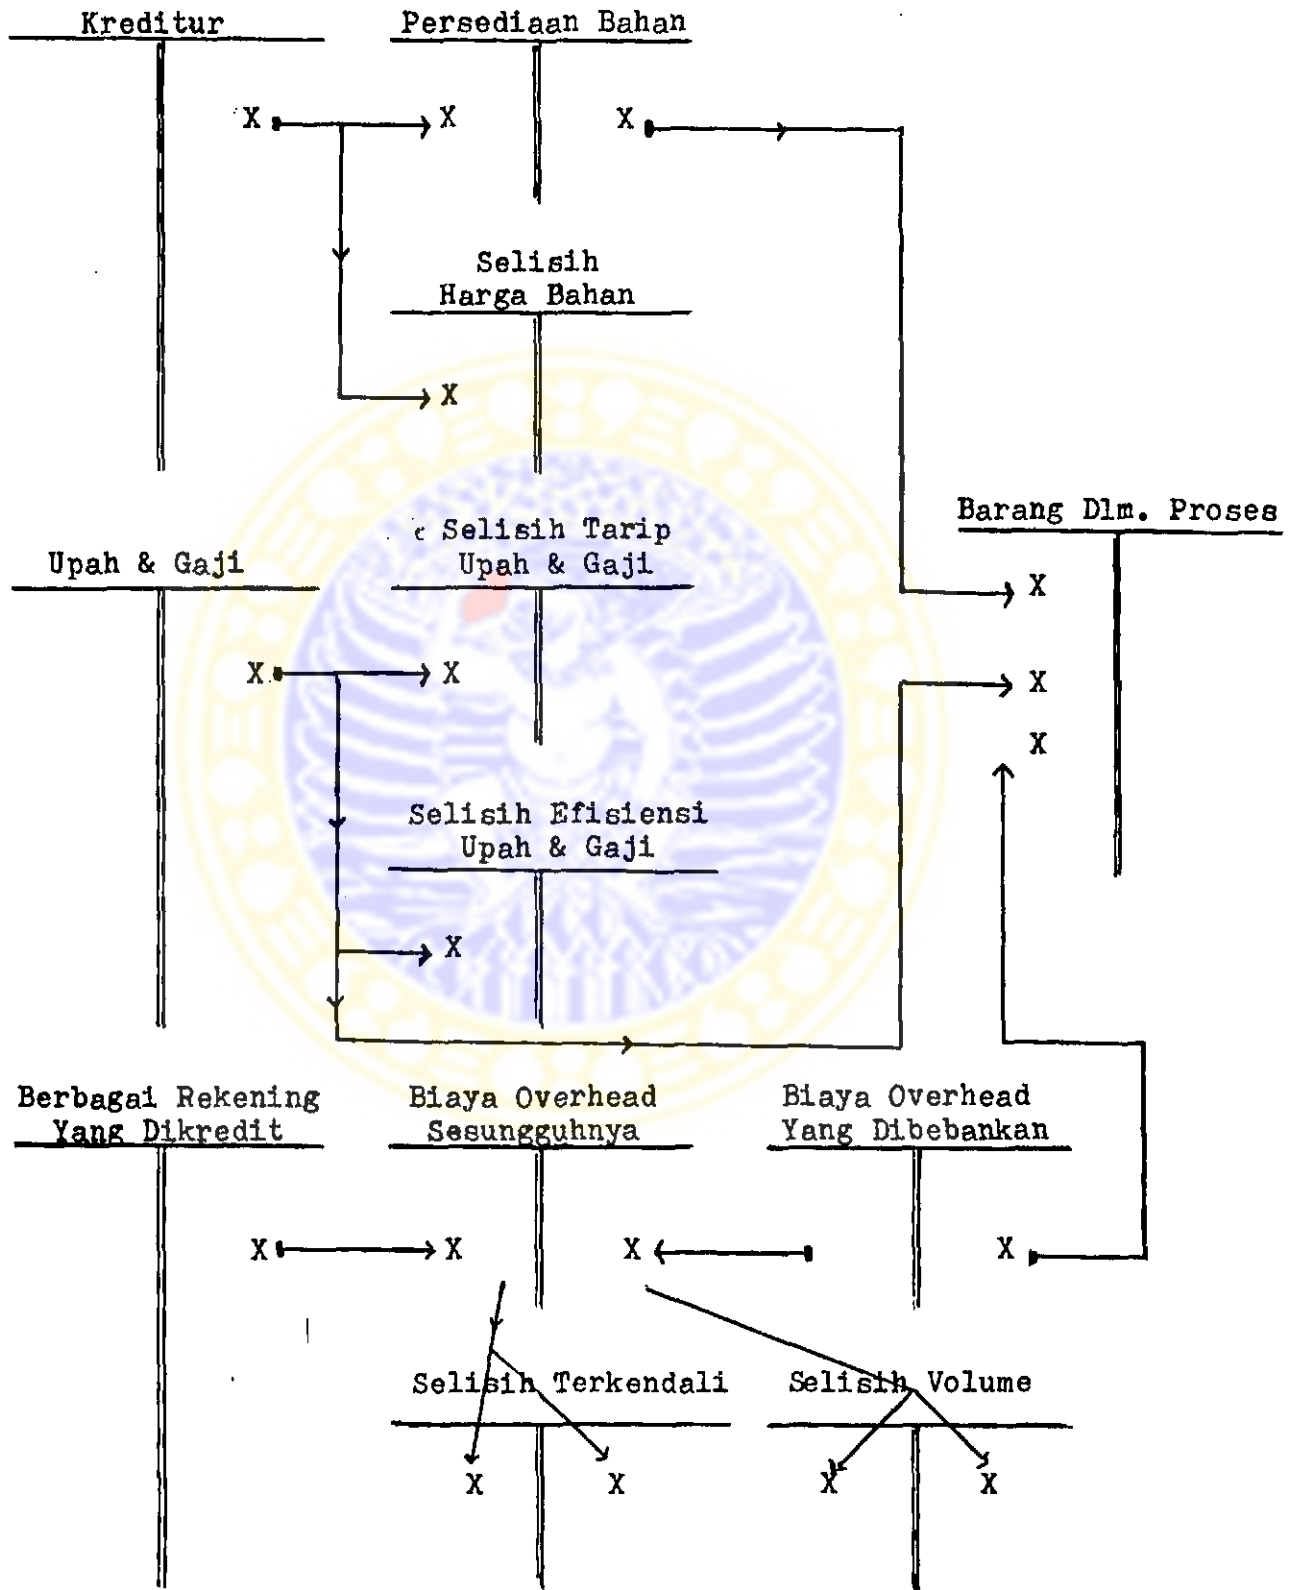 Kreditur
Persediaan Bahan
X
X
X
Selisih
Harga Bahan
X
Barang Dlm. Proses
Upah & Gaji
Selisih Tarip
Upah & Gaji
X
X
X
X
X
Selisih Efisiensi
Upah & Gaji
X
Berbagai Rekening
Yang Dikredit
Biaya Overhead
Sesungguhnya
Biaya Overhead
Yang Dibebankan
X
X
X
X
Selisih Terkendali
Selisih Volume
X
X
X
X